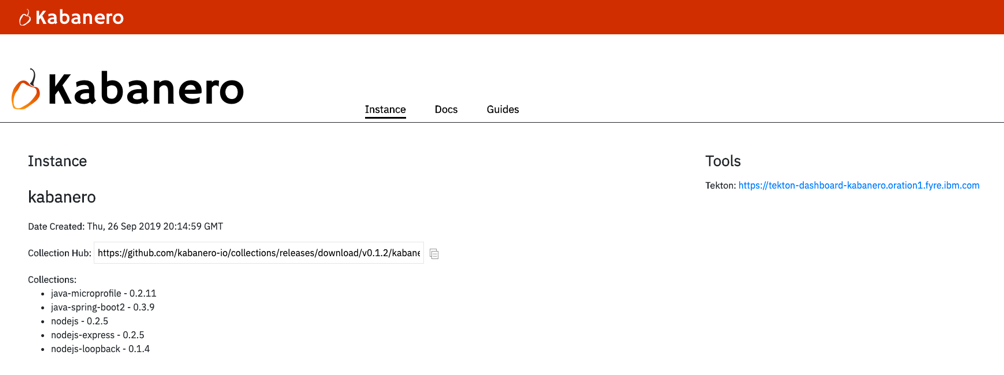 Kabanero
Kabanero
Instance Docs Guides
Instance
kabanero
Date Created: Thu, 26 Sep 2019 20:14:59 GMT
Collection Hub: https://github.com/kabanero-io/collections/releases/download/v0.1.2/kabane
Collections:
java-microprofile - 0.2.11
java-spring-boot2 - 0.3.9
nodejs - 0.2.5
nodejs-express - 0.2.5
nodejs-loopback - 0.1.4
Tools
Tekton: https://tekton-dashboard-kabanero.oration1.fyre.ibm.com